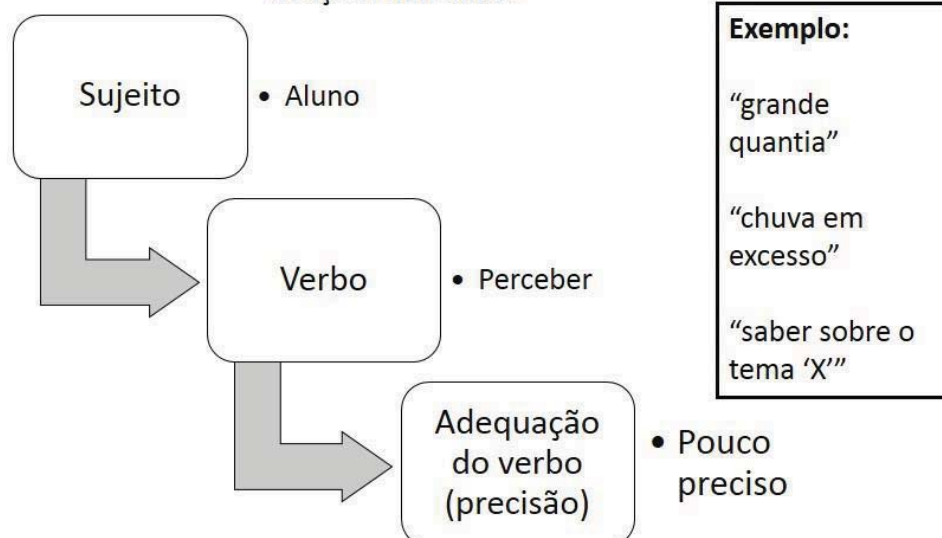 Sujeito
• Aluno
Verbo
• Perceber
Adequação
do verbo
(precisão)
• Pouco
preciso
Exemplo:
“grande
quantia”
“chuva em
excesso”
“saber sobre o
tema ‘X’”